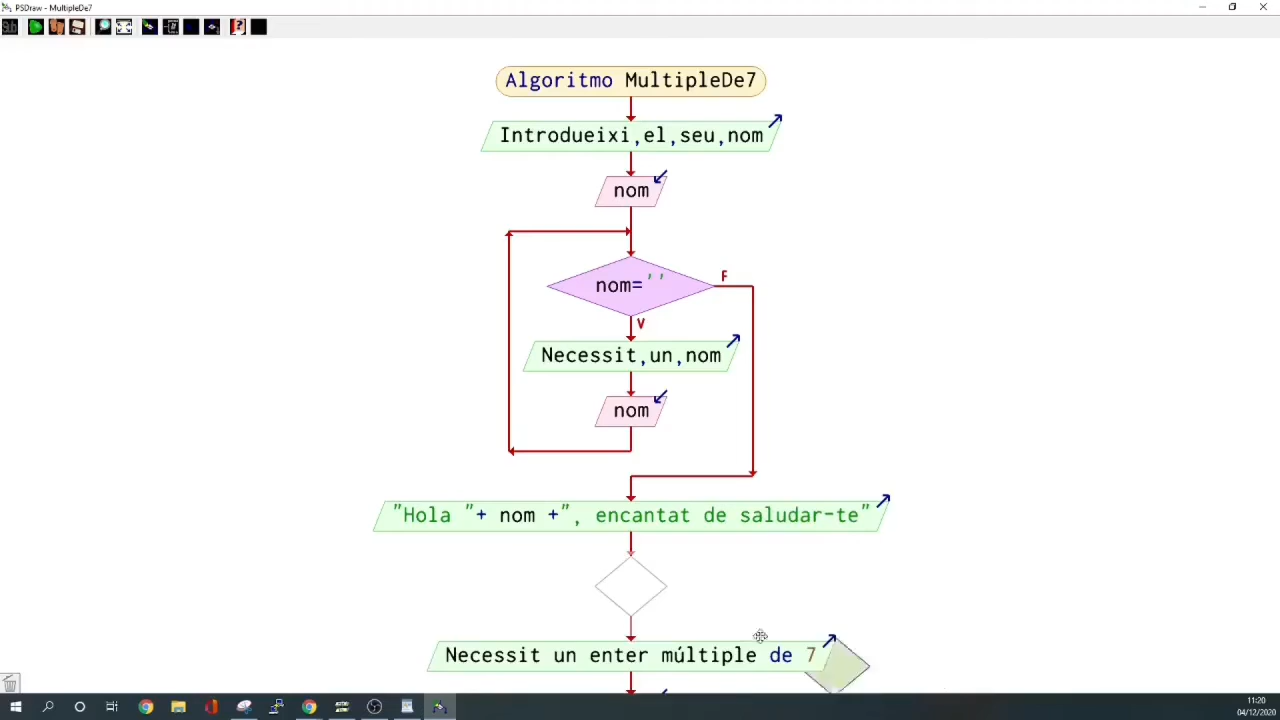 PSDraw - MultipleDe7
Algoritmo MultipleDe7
Introdueixi,el,seu,nom
nom
nom=''
F
V
Necessit,un,nom
nom
"Hola "+ nom +", encantat de saludar-te"
Necessit un enter múltiple de 7
11:20
04/12/2020